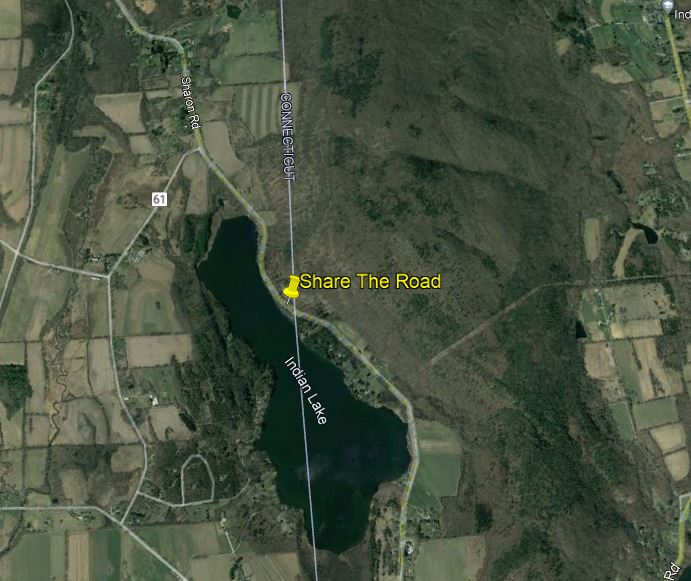 Ind
Sharon Rd
CONNECTICUT
61
Share The Road
Indian Lake
Rd